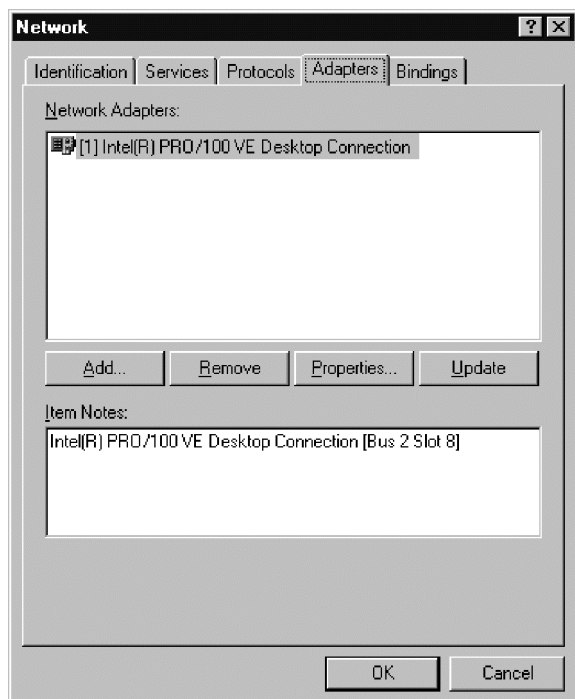 Network
Identification Services Protocols Adapters Bindings
Network Adapters:
[1] Intel(R) PRO/100 VE Desktop Connection
Add... Remove Properties... Update
Item Notes:
Intel(R) PRO/100 VE Desktop Connection [Bus 2 Slot 8]
OK Cancel